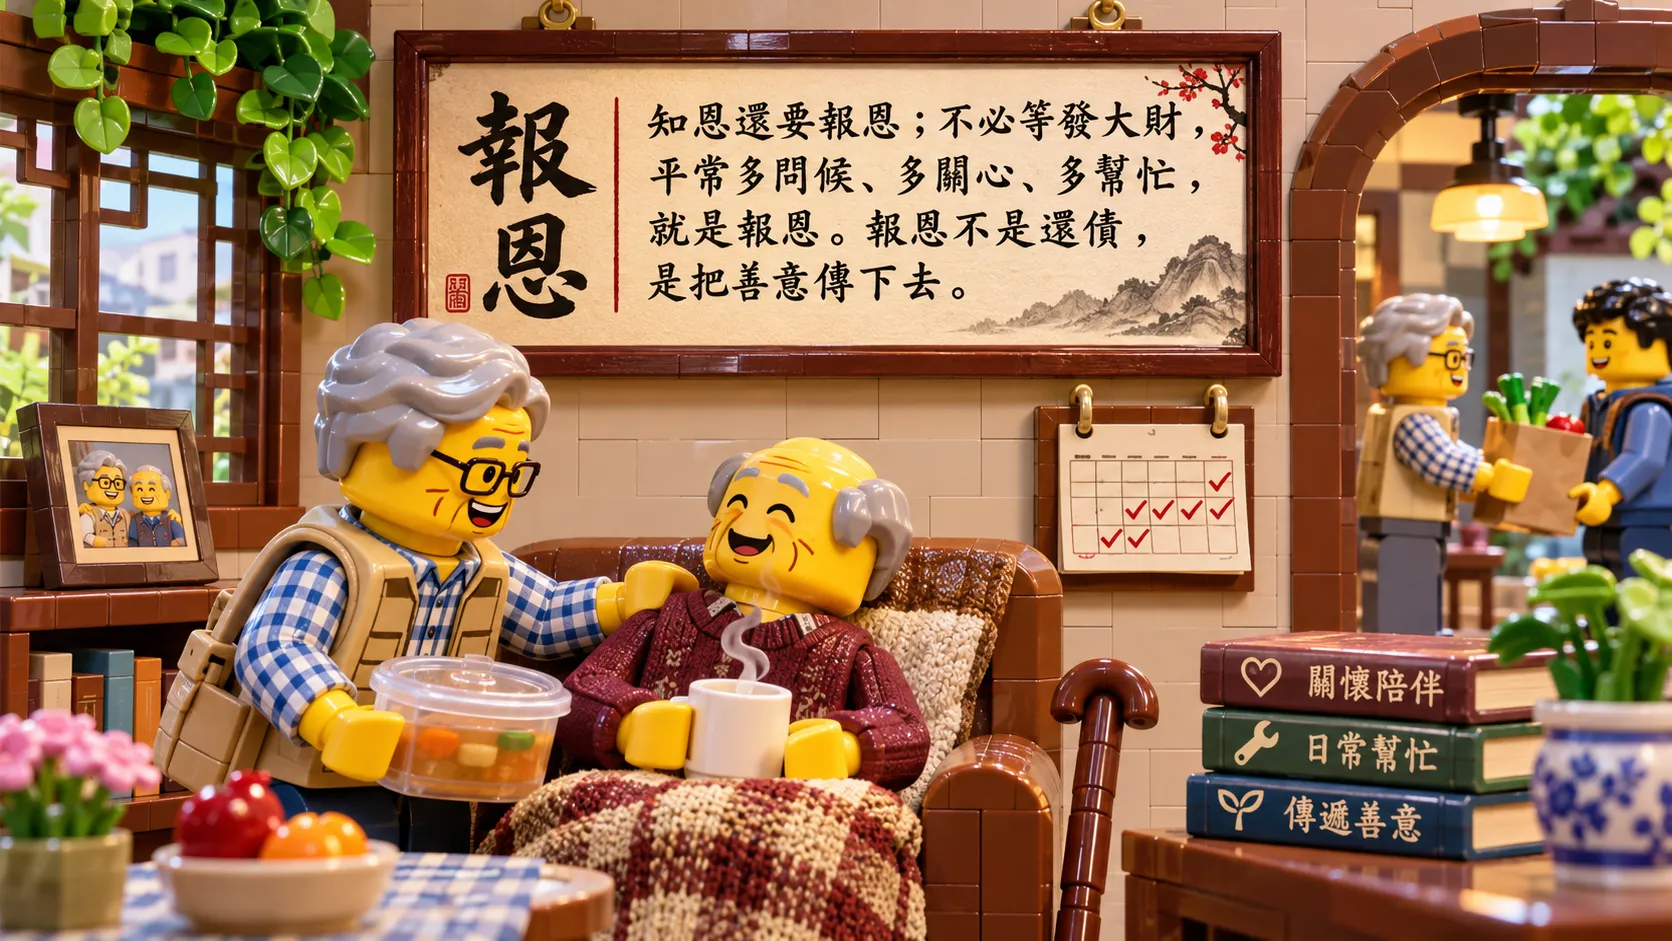 報恩
知恩還要報恩；不必等發大財，
平常多問候、多關心、多幫忙，
就是報恩。報恩不是還債，
是把善意傳下去。
關懷陪伴
日常幫忙
傳遞善意